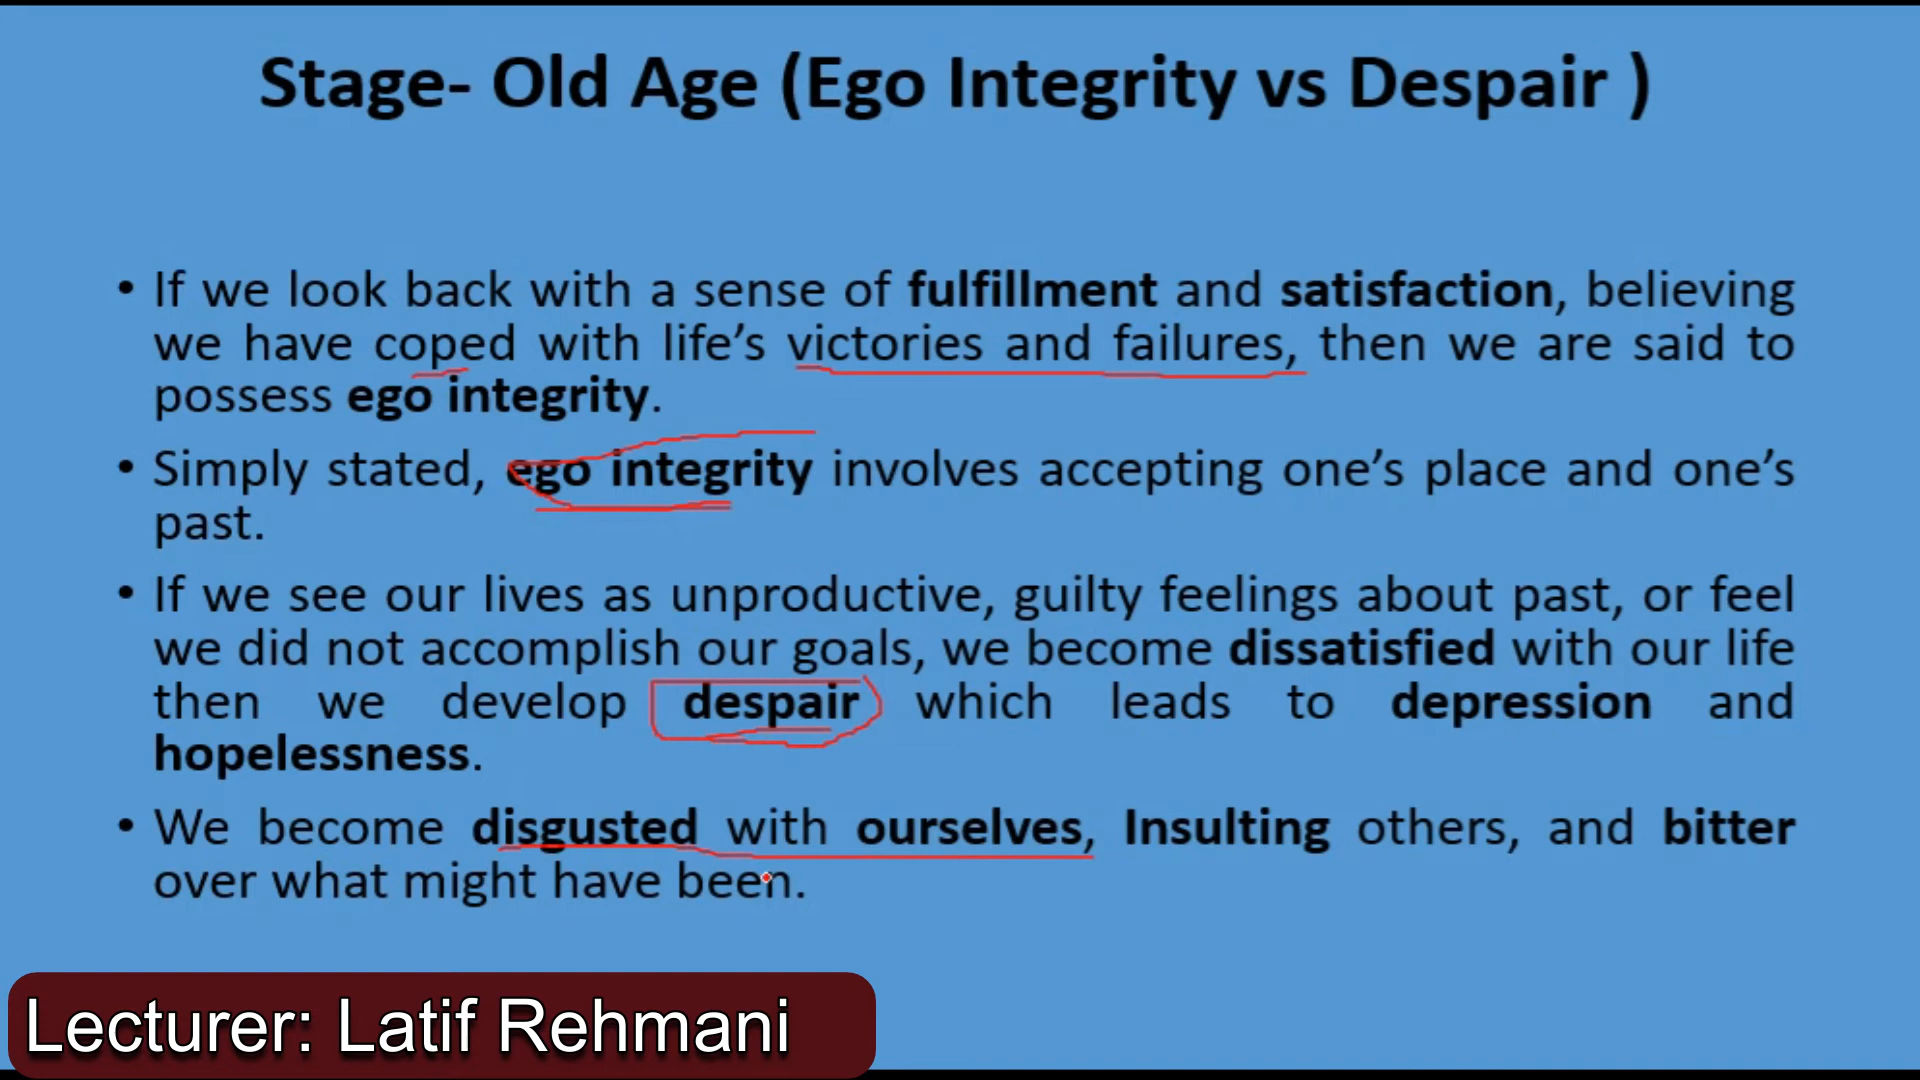 Stage- Old Age (Ego Integrity vs Despair )
• If we look back with a sense of fulfillment and satisfaction, believing
we have coped with life’s victories and failures, then we are said to
possess ego integrity.
• Simply stated, ego integrity involves accepting one’s place and one’s
past.
• If we see our lives as unproductive, guilty feelings about past, or feel
we did not accomplish our goals, we become dissatisfied with our life
then we develop despair which leads to depression and
hopelessness.
• We become disgusted with ourselves, Insulting others, and bitter
over what might have been.
Lecturer: Latif Rehmani